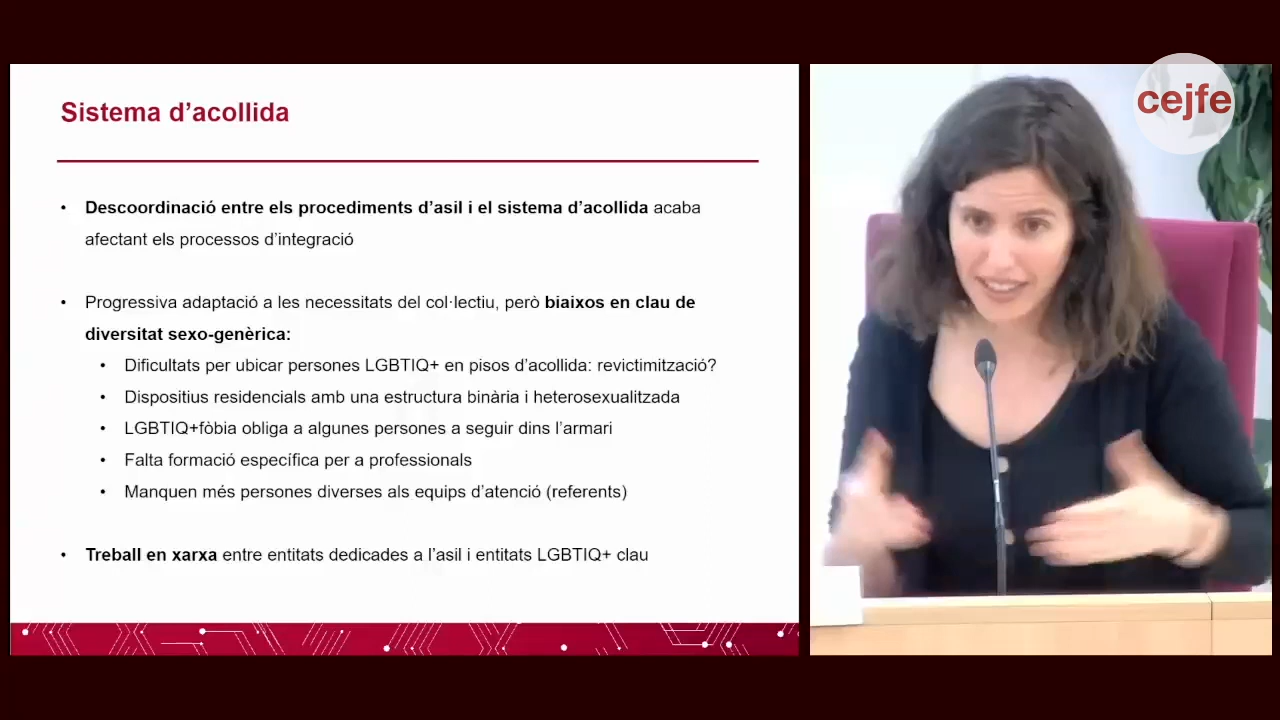 Sistema d’acollida
• Descoordinació entre els procediments d’asil i el sistema d’acollida acaba
afectant els processos d’integració
• Progressiva adaptació a les necessitats del col·lectiu, però biaixos en clau de
diversitat sexo-genèrica:
• Dificultats per ubicar persones LGBTIQ+ en pisos d’acollida: revictimització?
• Dispositius residencials amb una estructura binària i heterosexualitzada
• LGBTIQ+fòbia obliga a algunes persones a seguir dins l’armari
• Falta formació específica per a professionals
• Manquen més persones diverses als equips d’atenció (referents)
• Treball en xarxa entre entitats dedicades a l’asil i entitats LGBTIQ+ clau
cejfe